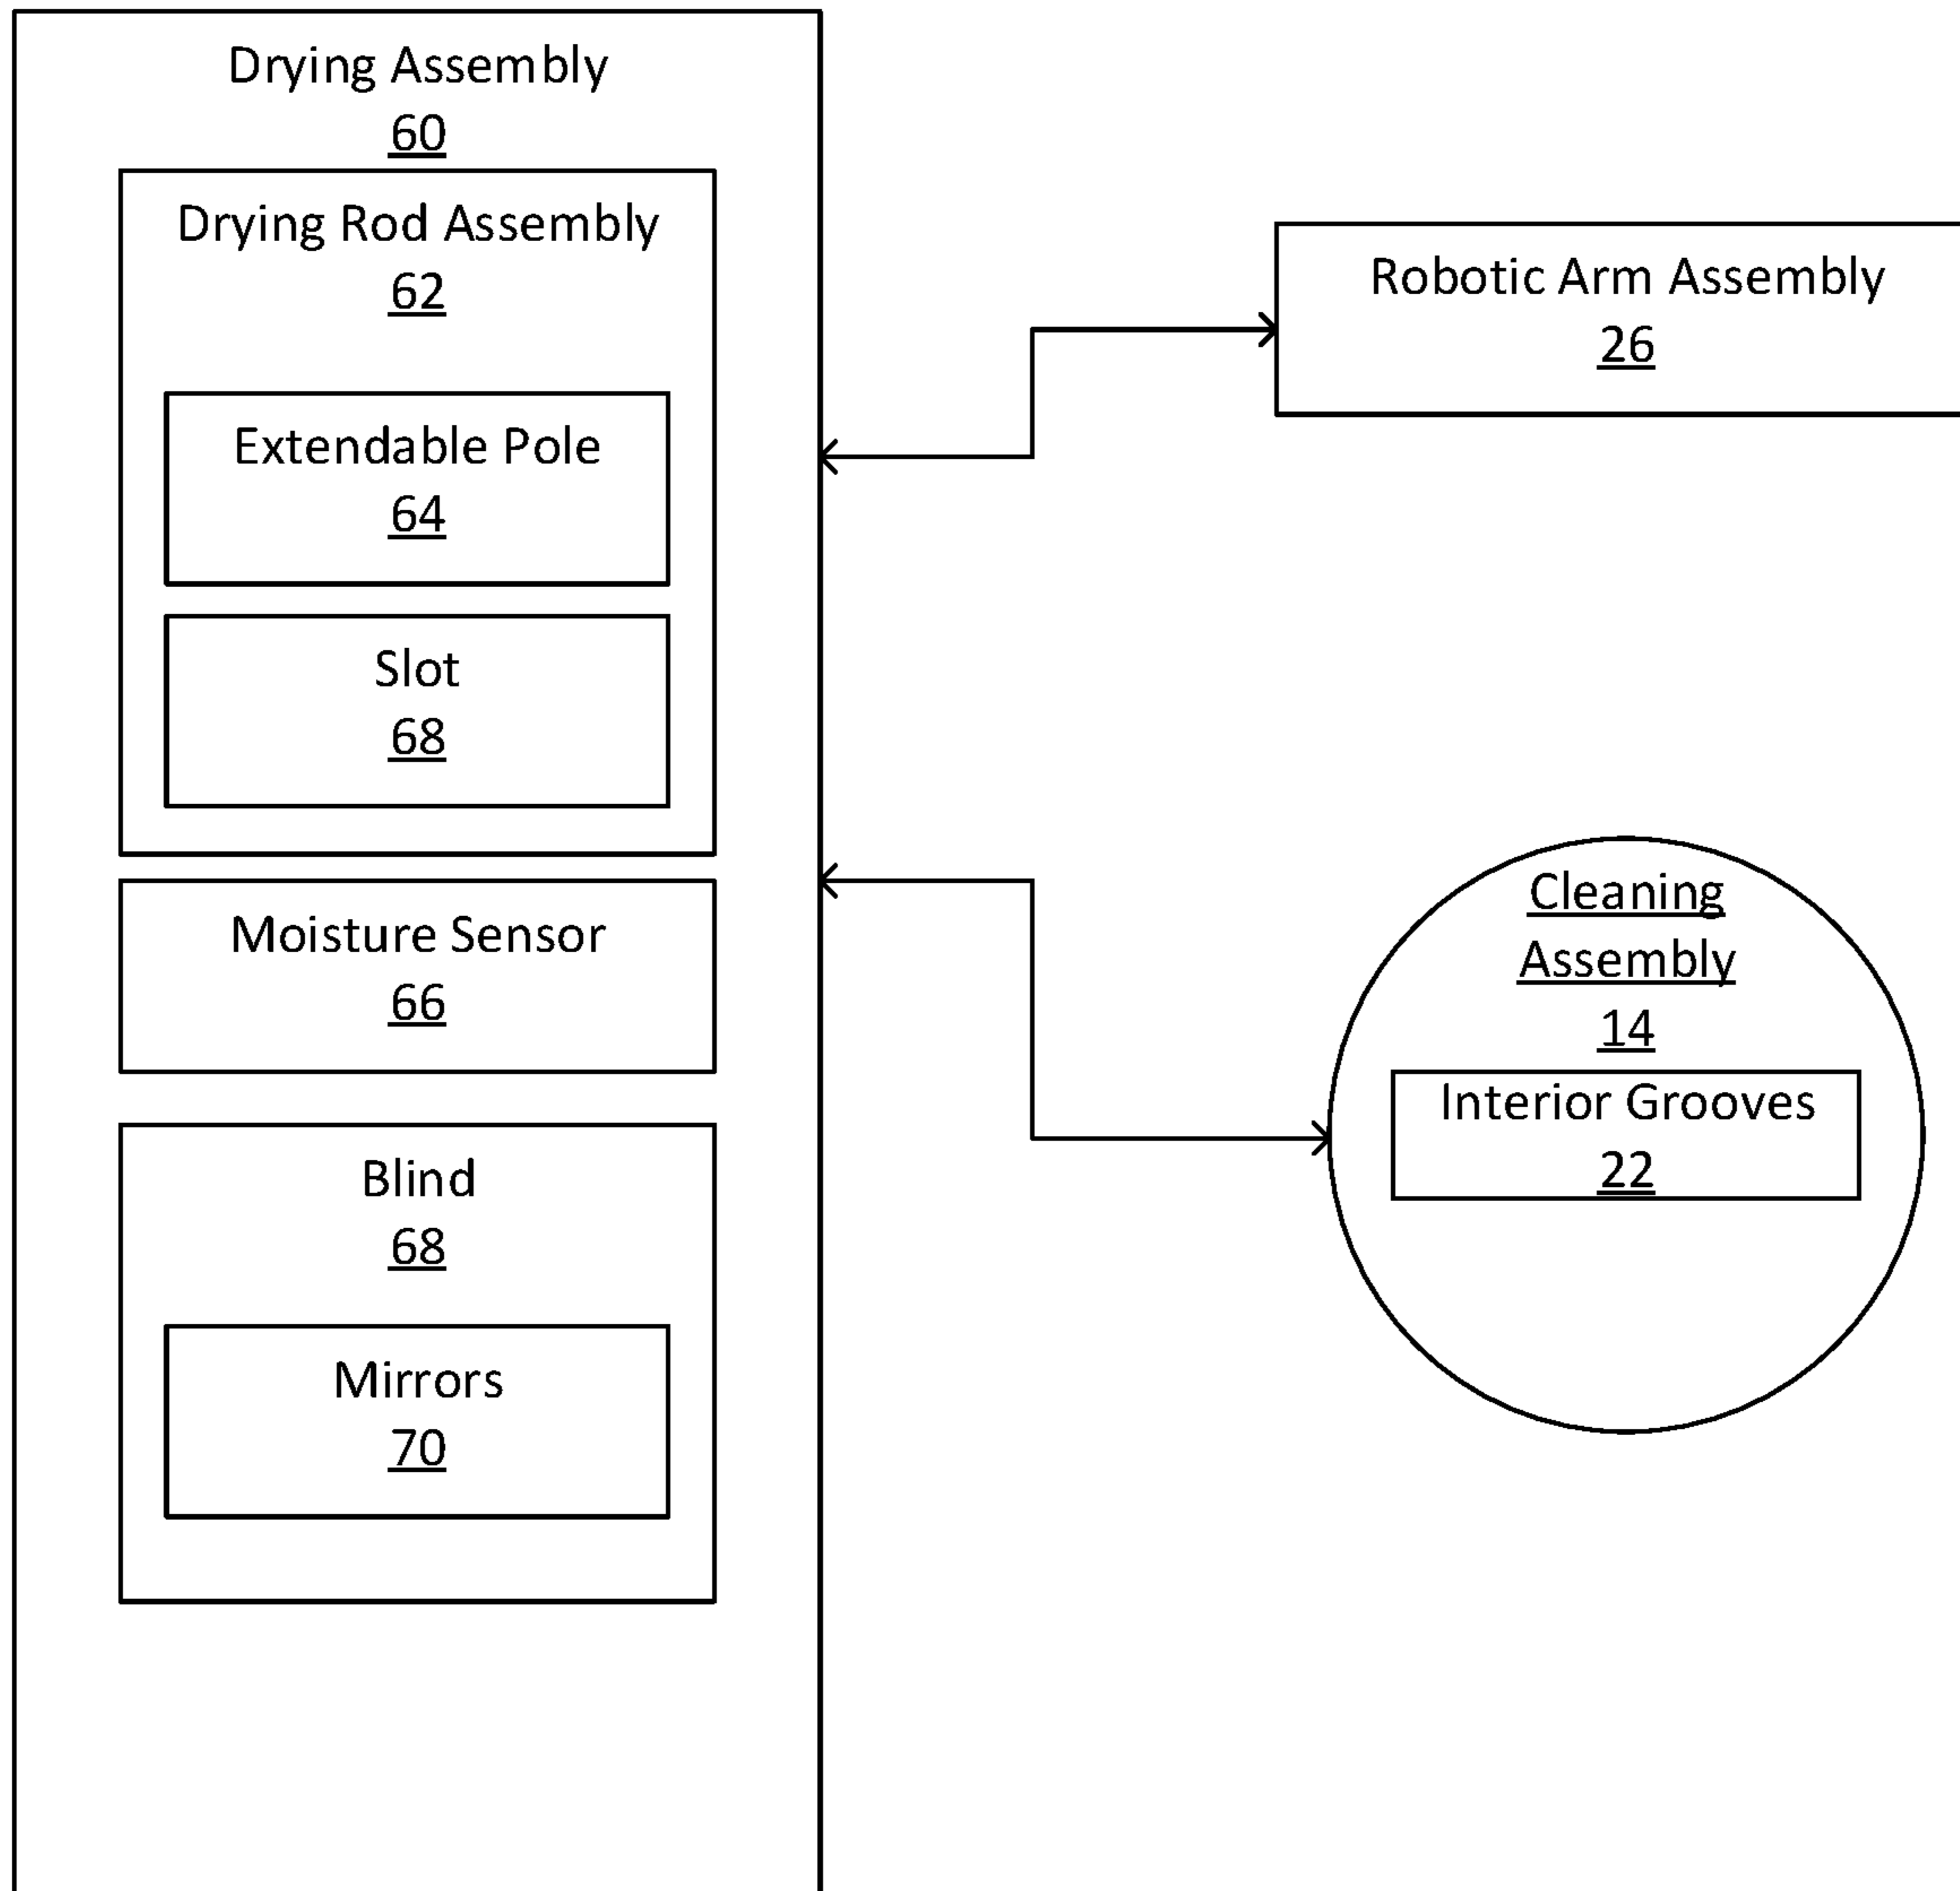 Drying Assembly
60
Drying Rod Assembly
62
Extendable Pole
64
Slot
68
Moisture Sensor
66
Blind
68
Mirrors
70
Robotic Arm Assembly
26
Cleaning
Assembly
14
Interior Grooves
22